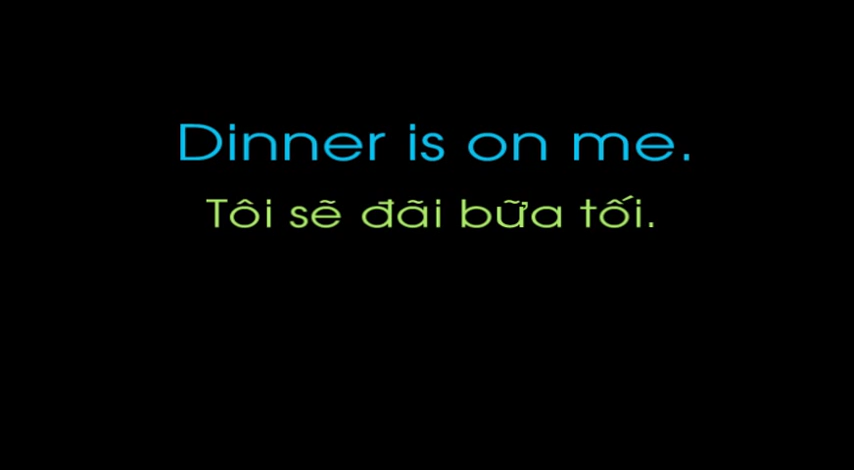 Dinner is on me.
Tôi sẽ đãi bữa tối.